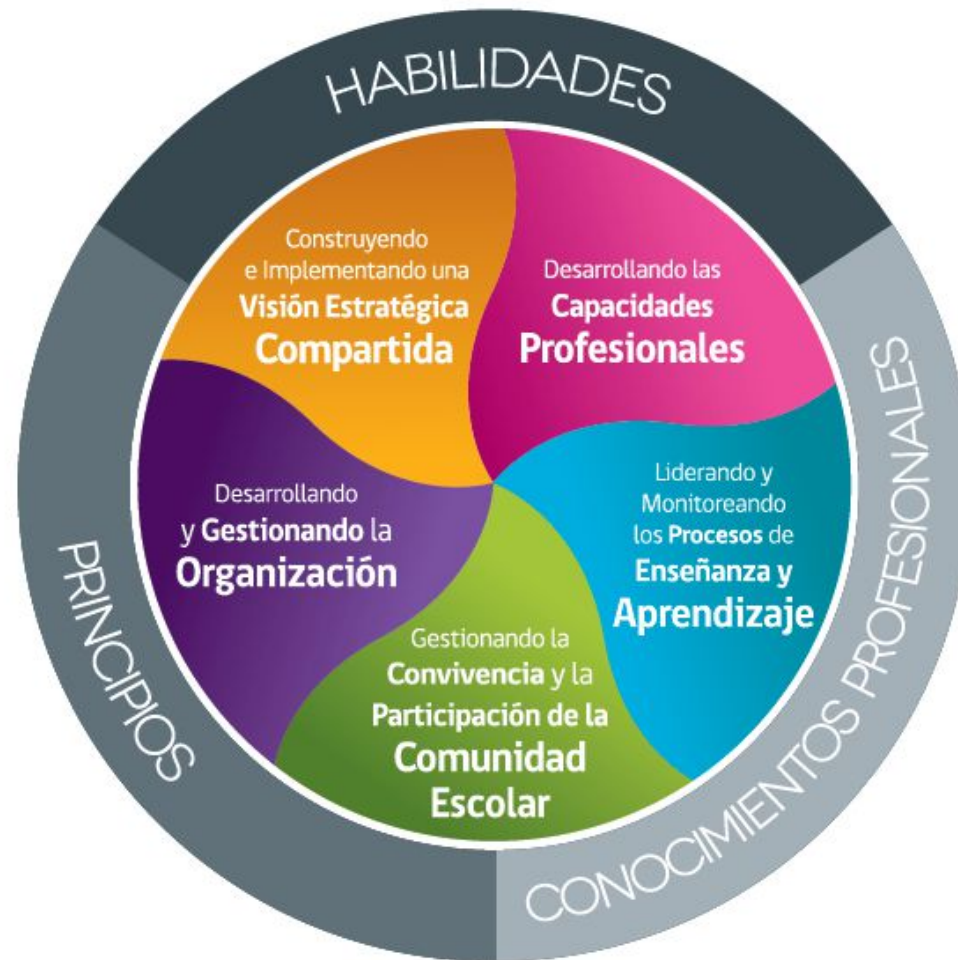 HABILIDADES
Construyendo
e Implementando una
Visión Estratégica
Compartida
Desarrollando las
Capacidades
Profesionales
Liderando y
Monitoreando
los Procesos de
Enseñanza y
Aprendizaje
Gestionando la
Convivencia y la
Participación de la
Comunidad
Escolar
Desarrollando
y Gestionando la
Organización
PRINCIPIOS
CONOCIMIENTOS PROFESIONALES